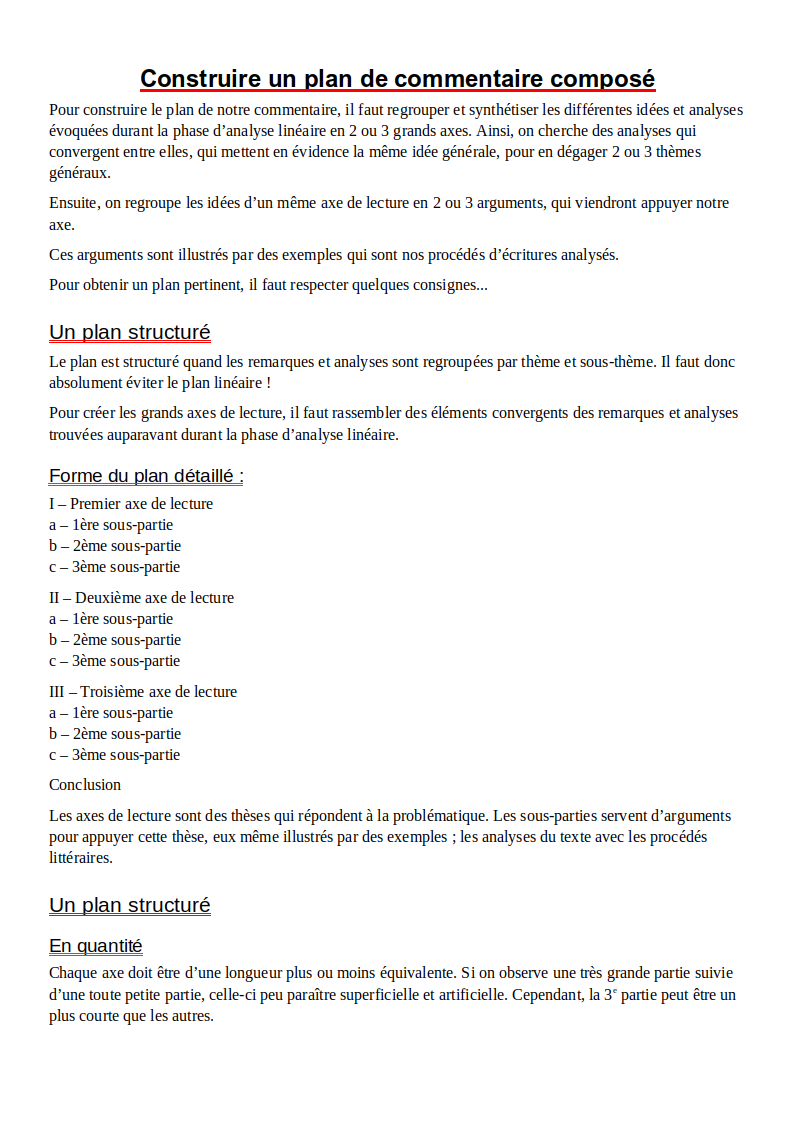 Construire un plan de commentaire composé
Pour construire le plan de notre commentaire, il faut regrouper et synthétiser les différentes idées et analyses
évoquées durant la phase d’analyse linéaire en 2 ou 3 grands axes. Ainsi, on cherche des analyses qui
convergent entre elles, qui mettent en évidence la même idée générale, pour en dégager 2 ou 3 thèmes
généraux.
Ensuite, on regroupe les idées d’un même axe de lecture en 2 ou 3 arguments, qui viendront appuyer notre
axe.
Ces arguments sont illustrés par des exemples qui sont nos procédés d’écritures analysés.
Pour obtenir un plan pertinent, il faut respecter quelques consignes...
Un plan structuré
Le plan est structuré quand les remarques et analyses sont regroupées par thème et sous-thème. Il faut donc
absolument éviter le plan linéaire !
Pour créer les grands axes de lecture, il faut rassembler des éléments convergents des remarques et analyses
trouvées auparavant durant la phase d’analyse linéaire.
Forme du plan détaillé :
I – Premier axe de lecture
a – 1ère sous-partie
b – 2ème sous-partie
c – 3ème sous-partie
II – Deuxième axe de lecture
a – 1ère sous-partie
b – 2ème sous-partie
c – 3ème sous-partie
III – Troisième axe de lecture
a – 1ère sous-partie
b – 2ème sous-partie
c – 3ème sous-partie
Conclusion
Les axes de lecture sont des thèses qui répondent à la problématique. Les sous-parties servent d’arguments
pour appuyer cette thèse, eux même illustrés par des exemples ; les analyses du texte avec les procédés
littéraires.
Un plan structuré
En quantité
Chaque axe doit être d’une longueur plus ou moins équivalente. Si on observe une très grande partie suivie
d’une toute petite partie, celle-ci peu paraître superficielle et artificielle. Cependant, la 3e partie peut être un
plus courte que les autres.